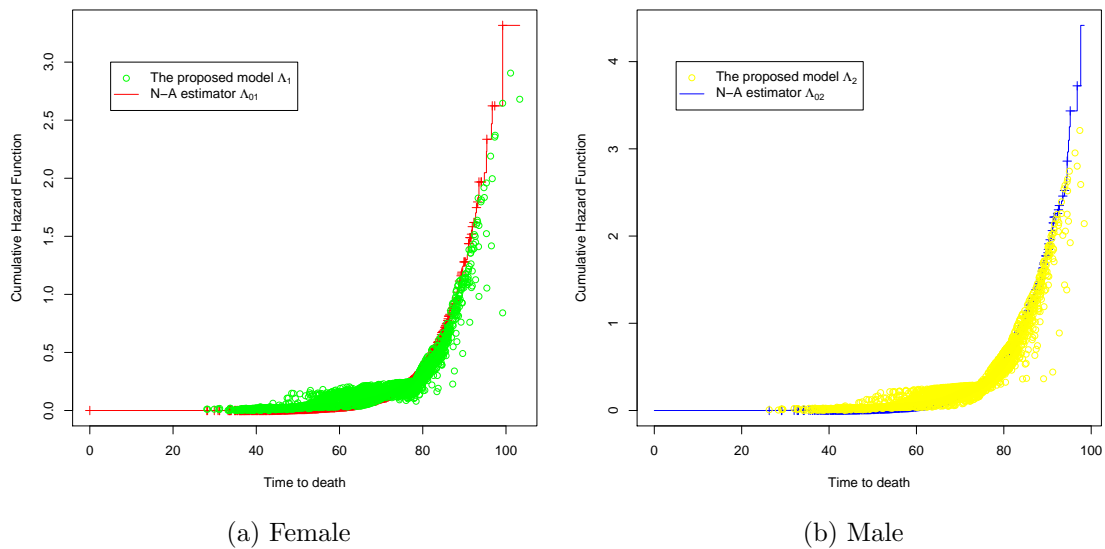 The proposed model Λ₁
N−A estimator Λ₀₁
Cumulative Hazard Function
0.0 0.5 1.0 1.5 2.0 2.5 3.0
0 20 40 60 80 100
Time to death
(a) Female
The proposed model Λ₂
N−A estimator Λ₀₂
Cumulative Hazard Function
0 1 2 3 4
0 20 40 60 80 100
Time to death
(b) Male